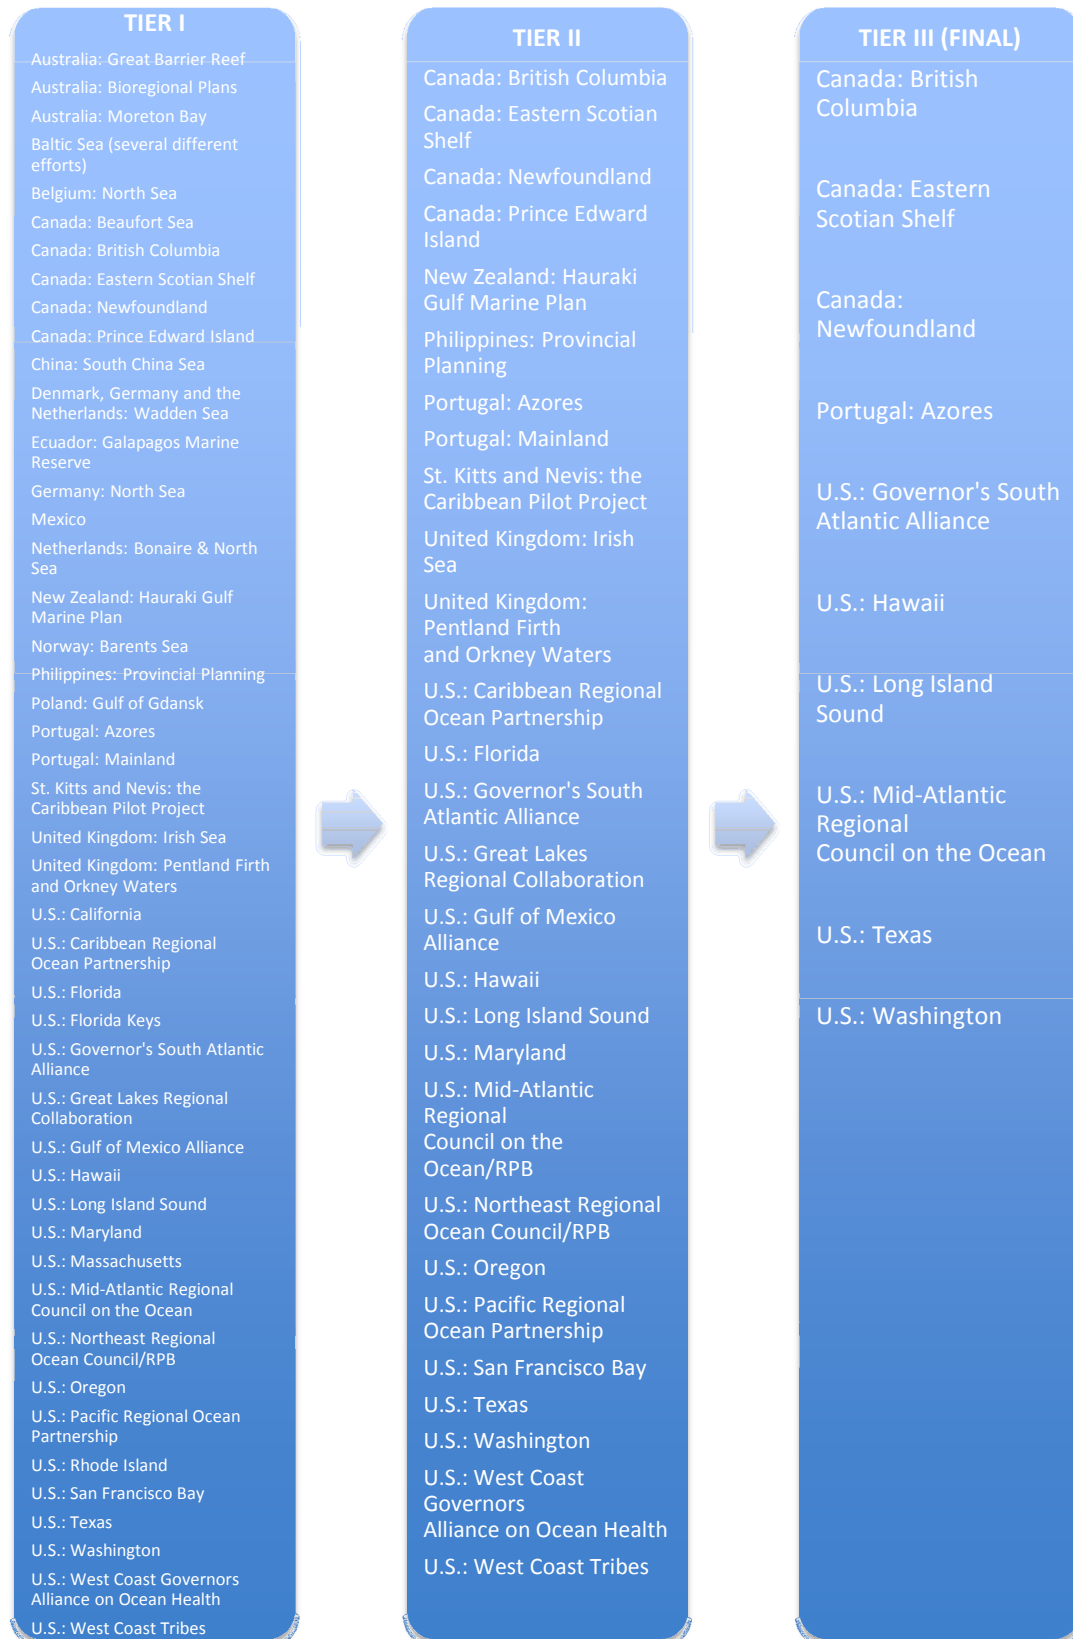 TIER I
Australia: Great Barrier Reef
Australia: Bioregional Plans
Australia: Moreton Bay
Baltic Sea (several different
efforts)
Belgium: North Sea
Canada: Beaufort Sea
Canada: British Columbia
Canada: Eastern Scotian Shelf
Canada: Newfoundland
Canada: Prince Edward Island
China: South China Sea
Denmark, Germany and the
Netherlands: Wadden Sea
Ecuador: Galapagos Marine
Reserve
Germany: North Sea
Mexico
Netherlands: Bonaire & North
Sea
New Zealand: Hauraki Gulf
Marine Plan
Norway: Barents Sea
Philippines: Provincial Planning
Poland: Gulf of Gdansk
Portugal: Azores
Portugal: Mainland
St. Kitts and Nevis: the
Caribbean Pilot Project
United Kingdom: Irish Sea
United Kingdom: Pentland Firth
and Orkney Waters
U.S.: California
U.S.: Caribbean Regional
Ocean Partnership
U.S.: Florida
U.S.: Florida Keys
U.S.: Governor's South Atlantic
Alliance
U.S.: Great Lakes Regional
Collaboration
U.S.: Gulf of Mexico Alliance
U.S.: Hawaii
U.S.: Long Island Sound
U.S.: Maryland
U.S.: Massachusetts
U.S.: Mid-Atlantic Regional
Council on the Ocean
U.S.: Northeast Regional
Ocean Council/RPB
U.S.: Oregon
U.S.: Pacific Regional Ocean
Partnership
U.S.: Rhode Island
U.S.: San Francisco Bay
U.S.: Texas
U.S.: Washington
U.S.: West Coast Governors
Alliance on Ocean Health
U.S.: West Coast Tribes
TIER II
Canada: British Columbia
Canada: Eastern Scotian
Shelf
Canada: Newfoundland
Canada: Prince Edward
Island
New Zealand: Hauraki
Gulf Marine Plan
Philippines: Provincial
Planning
Portugal: Azores
Portugal: Mainland
St. Kitts and Nevis: the
Caribbean Pilot Project
United Kingdom: Irish
Sea
United Kingdom:
Pentland Firth
and Orkney Waters
U.S.: Caribbean Regional
Ocean Partnership
U.S.: Florida
U.S.: Governor's South
Atlantic Alliance
U.S.: Great Lakes
Regional Collaboration
U.S.: Gulf of Mexico
Alliance
U.S.: Hawaii
U.S.: Long Island Sound
U.S.: Maryland
U.S.: Mid-Atlantic
Regional
Council on the
Ocean/RPB
U.S.: Northeast Regional
Ocean Council/RPB
U.S.: Oregon
U.S.: Pacific Regional
Ocean Partnership
U.S.: San Francisco Bay
U.S.: Texas
U.S.: Washington
U.S.: West Coast
Governors
Alliance on Ocean Health
U.S.: West Coast Tribes
TIER III (FINAL)
Canada: British
Columbia
Canada: Eastern
Scotian Shelf
Canada:
Newfoundland
Portugal: Azores
U.S.: Governor's South
Atlantic Alliance
U.S.: Hawaii
U.S.: Long Island
Sound
U.S.: Mid-Atlantic
Regional
Council on the Ocean
U.S.: Texas
U.S.: Washington